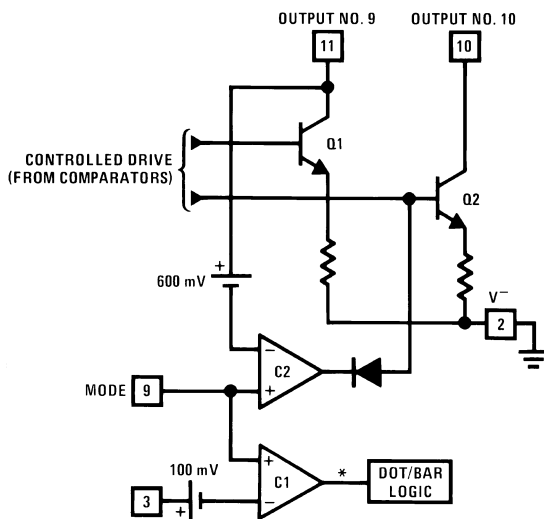 OUTPUT NO. 9
OUTPUT NO. 10
11
10
Q1
CONTROLLED DRIVE
(FROM COMPARATORS)
Q2
+
600 mV
V−
2
−
C2
MODE
9
+
100 mV
+
C1
*
DOT/BAR
LOGIC
3
+
−